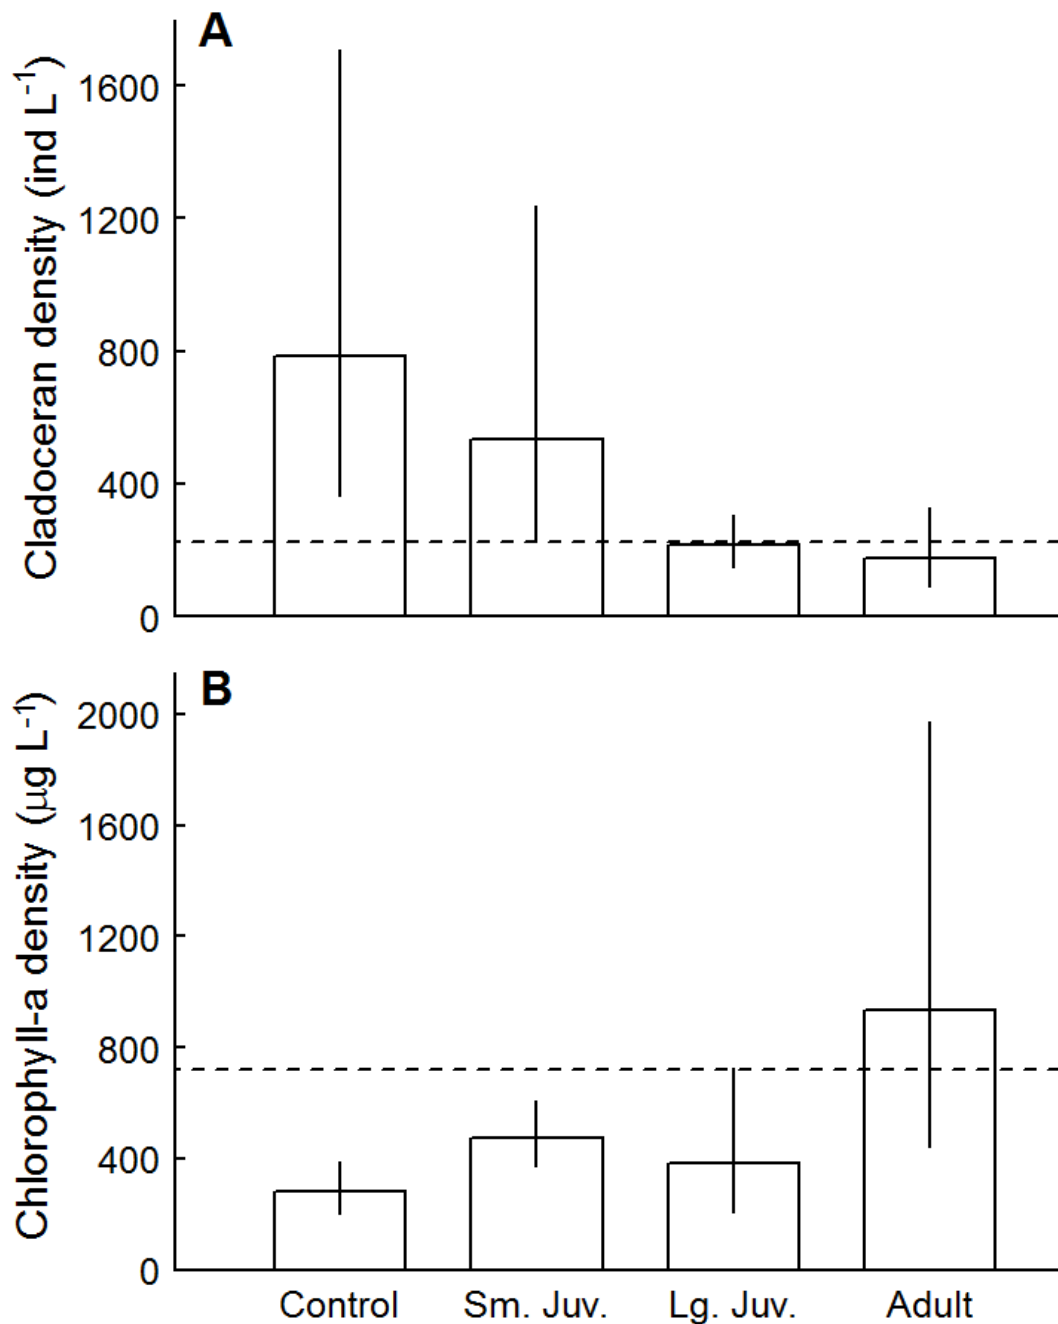 A
Cladoceran density (ind L⁻¹)
1600
1200
800
400
0
B
Chlorophyll-a density (μg L⁻¹)
2000
1600
1200
800
400
0
Control Sm. Juv. Lg. Juv. Adult